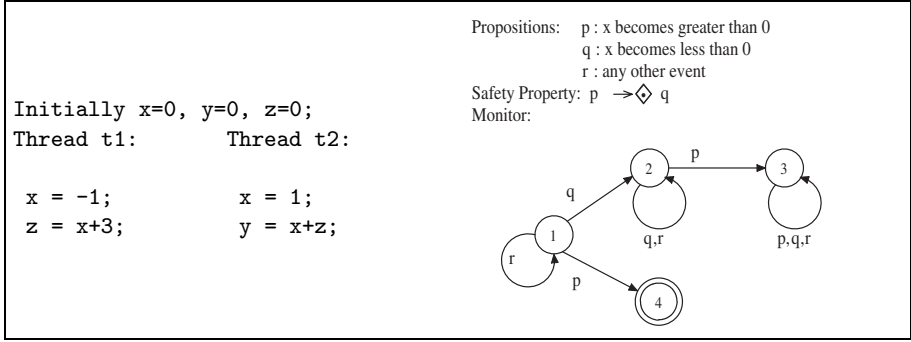 Propositions: p : x becomes greater than 0
q : x becomes less than 0
r : any other event
Safety Property: p → ⟐ q
Monitor:
Initially x=0, y=0, z=0;
Thread t1: Thread t2:
x = -1; x = 1;
z = x+3; y = x+z;
p
2
3
q
q,r
p,q,r
1
r
p
4